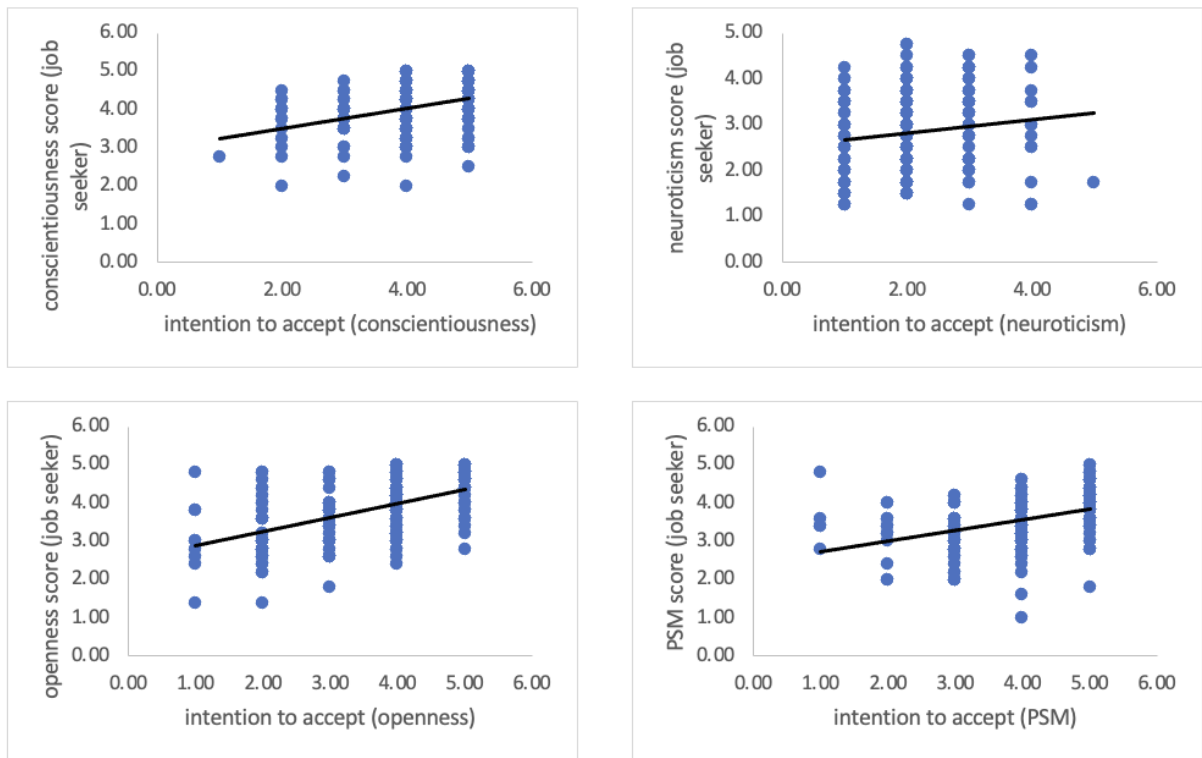 conscientiousness score (job
seeker)
6.00
5.00
4.00
3.00
2.00
1.00
0.00
0.00 2.00 4.00 6.00
intention to accept (conscientiousness)
neuroticism score (job
seeker)
5.00
4.00
3.00
2.00
1.00
0.00
0.00 2.00 4.00 6.00
intention to accept (neuroticism)
openness score (job seeker)
6.00
5.00
4.00
3.00
2.00
1.00
0.00
0.00 1.00 2.00 3.00 4.00 5.00 6.00
intention to accept (openness)
PSM score (job seeker)
6.00
5.00
4.00
3.00
2.00
1.00
0.00
0.00 1.00 2.00 3.00 4.00 5.00 6.00
intention to accept (PSM)